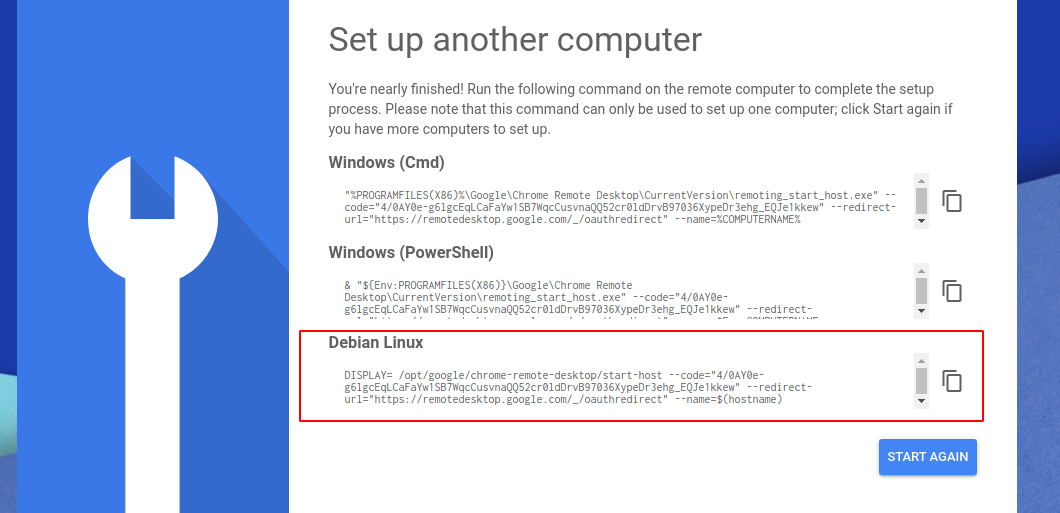 Set up another computer
You're nearly finished! Run the following command on the remote computer to complete the setup
process. Please note that this command can only be used to set up one computer; click Start again if
you have more computers to set up.
Windows (Cmd)
"%PROGRAMFILES(X86)%\Google\Chrome Remote Desktop\CurrentVersion\remoting_start_host.exe" --
code="4/0AY0e-g6lgcEqLCaFaYw1SB7WqcCusvnaQQ52cr0ldDrvB97036XypeDr3ehg_EQJe1kkew" --redirect-
url="https://remotedesktop.google.com/_/oauthredirect" --name=%COMPUTERNAME%
Windows (PowerShell)
& "${Env:PROGRAMFILES(X86)}\Google\Chrome Remote
Desktop\CurrentVersion\remoting_start_host.exe" --code="4/0AY0e-
g6lgcEqLCaFaYw1SB7WqcCusvnaQQ52cr0ldDrvB97036XypeDr3ehg_EQJe1kkew" --redirect-
Debian Linux
DISPLAY= /opt/google/chrome-remote-desktop/start-host --code="4/0AY0e-
g6lgcEqLCaFaYw1SB7WqcCusvnaQQ52cr0ldDrvB97036XypeDr3ehg_EQJe1kkew" --redirect-
url="https://remotedesktop.google.com/_/oauthredirect" --name=$(hostname)
START AGAIN